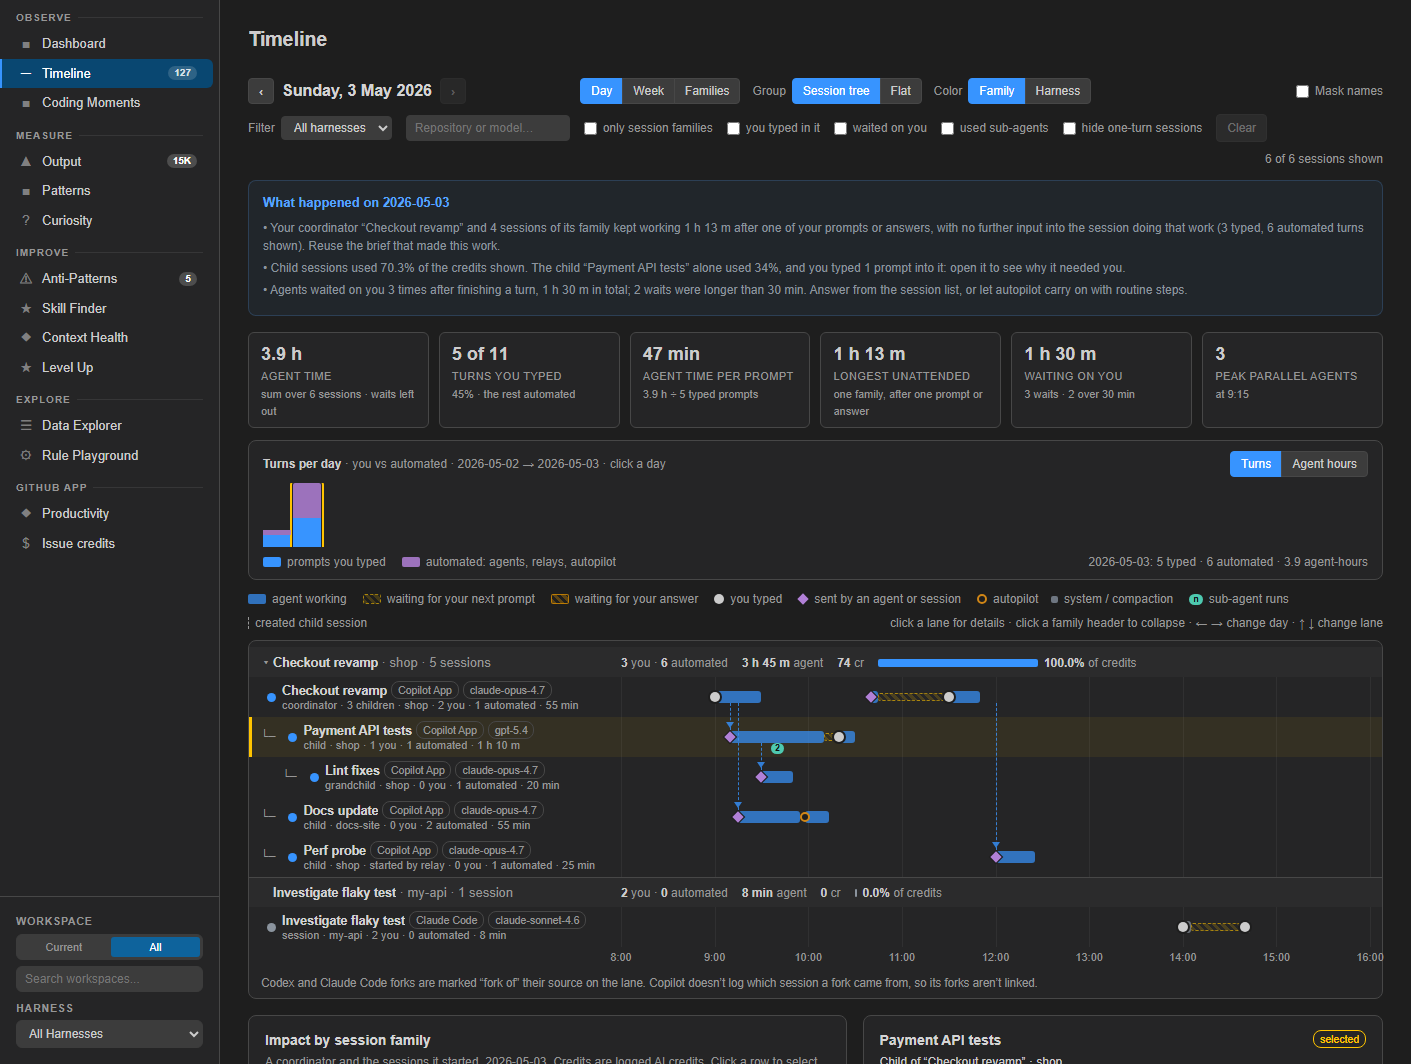 OBSERVE
Dashboard
Timeline 127
Coding Moments
MEASURE
Output 15K
Patterns
? Curiosity
IMPROVE
Anti-Patterns 5
Skill Finder
Context Health
Level Up
EXPLORE
Data Explorer
Rule Playground
GITHUB APP
Productivity
$ Issue credits
WORKSPACE
Current All
Search workspaces...
HARNESS
All Harnesses
Timeline
‹ Sunday, 3 May 2026 ›
Day Week Families Group Session tree Flat Color Family Harness Mask names
Filter All harnesses Repository or model... only session families you typed in it waited on you used sub-agents hide one-turn sessions Clear
6 of 6 sessions shown
What happened on 2026-05-03
• Your coordinator “Checkout revamp” and 4 sessions of its family kept working 1 h 13 m after one of your prompts or answers, with no further input into the session doing that work (3 typed, 6 automated turns
shown). Reuse the brief that made this work.
• Child sessions used 70.3% of the credits shown. The child “Payment API tests” alone used 34%, and you typed 1 prompt into it: open it to see why it needed you.
• Agents waited on you 3 times after finishing a turn, 1 h 30 m in total; 2 waits were longer than 30 min. Answer from the session list, or let autopilot carry on with routine steps.
3.9 h
AGENT TIME
sum over 6 sessions · waits left
out
5 of 11
TURNS YOU TYPED
45% · the rest automated
47 min
AGENT TIME PER PROMPT
3.9 h ÷ 5 typed prompts
1 h 13 m
LONGEST UNATTENDED
one family, after one prompt or
answer
1 h 30 m
WAITING ON YOU
3 waits · 2 over 30 min
3
PEAK PARALLEL AGENTS
at 9:15
Turns per day · you vs automated · 2026-05-02 → 2026-05-03 · click a day
Turns Agent hours
prompts you typed automated: agents, relays, autopilot
2026-05-03: 5 typed · 6 automated · 3.9 agent-hours
agent working waiting for your next prompt waiting for your answer you typed sent by an agent or session autopilot system / compaction n sub-agent runs
created child session
click a lane for details · click a family header to collapse · ← → change day · ↑ ↓ change lane
Checkout revamp · shop · 5 sessions 3 you · 6 automated 3 h 45 m agent 74 cr 100.0% of credits
Checkout revamp Copilot App claude-opus-4.7
coordinator · 3 children · shop · 2 you · 1 automated · 55 min
Payment API tests Copilot App gpt-5.4
child · shop · 1 you · 1 automated · 1 h 10 m
2
Lint fixes Copilot App claude-opus-4.7
grandchild · shop · 0 you · 1 automated · 20 min
Docs update Copilot App claude-opus-4.7
child · docs-site · 0 you · 2 automated · 55 min
Perf probe Copilot App claude-opus-4.7
child · shop · started by relay · 0 you · 1 automated · 25 min
Investigate flaky test · my-api · 1 session 2 you · 0 automated 8 min agent 0 cr 0.0% of credits
Investigate flaky test Claude Code claude-sonnet-4.6
session · my-api · 2 you · 0 automated · 8 min
8:00 9:00 10:00 11:00 12:00 13:00 14:00 15:00 16:00
Codex and Claude Code forks are marked “fork of” their source on the lane. Copilot doesn’t log which session a fork came from, so its forks aren’t linked.
Impact by session family
A coordinator and the sessions it started, 2026-05-03. Credits are logged AI credits. Click a row to select
Payment API tests selected
Child of “Checkout revamp” · shop